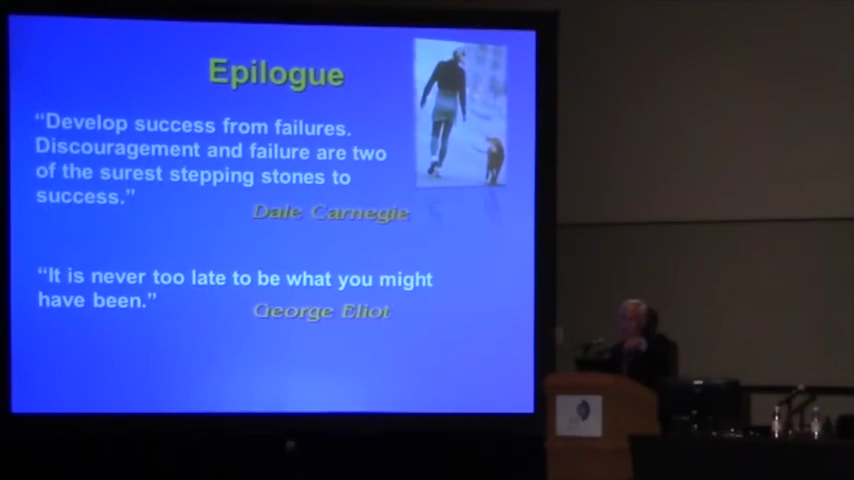 Epilogue
“Develop success from failures.
Discouragement and failure are two
of the surest stepping stones to
success.”
Dale Carnegie
“It is never too late to be what you might
have been.”
George Eliot